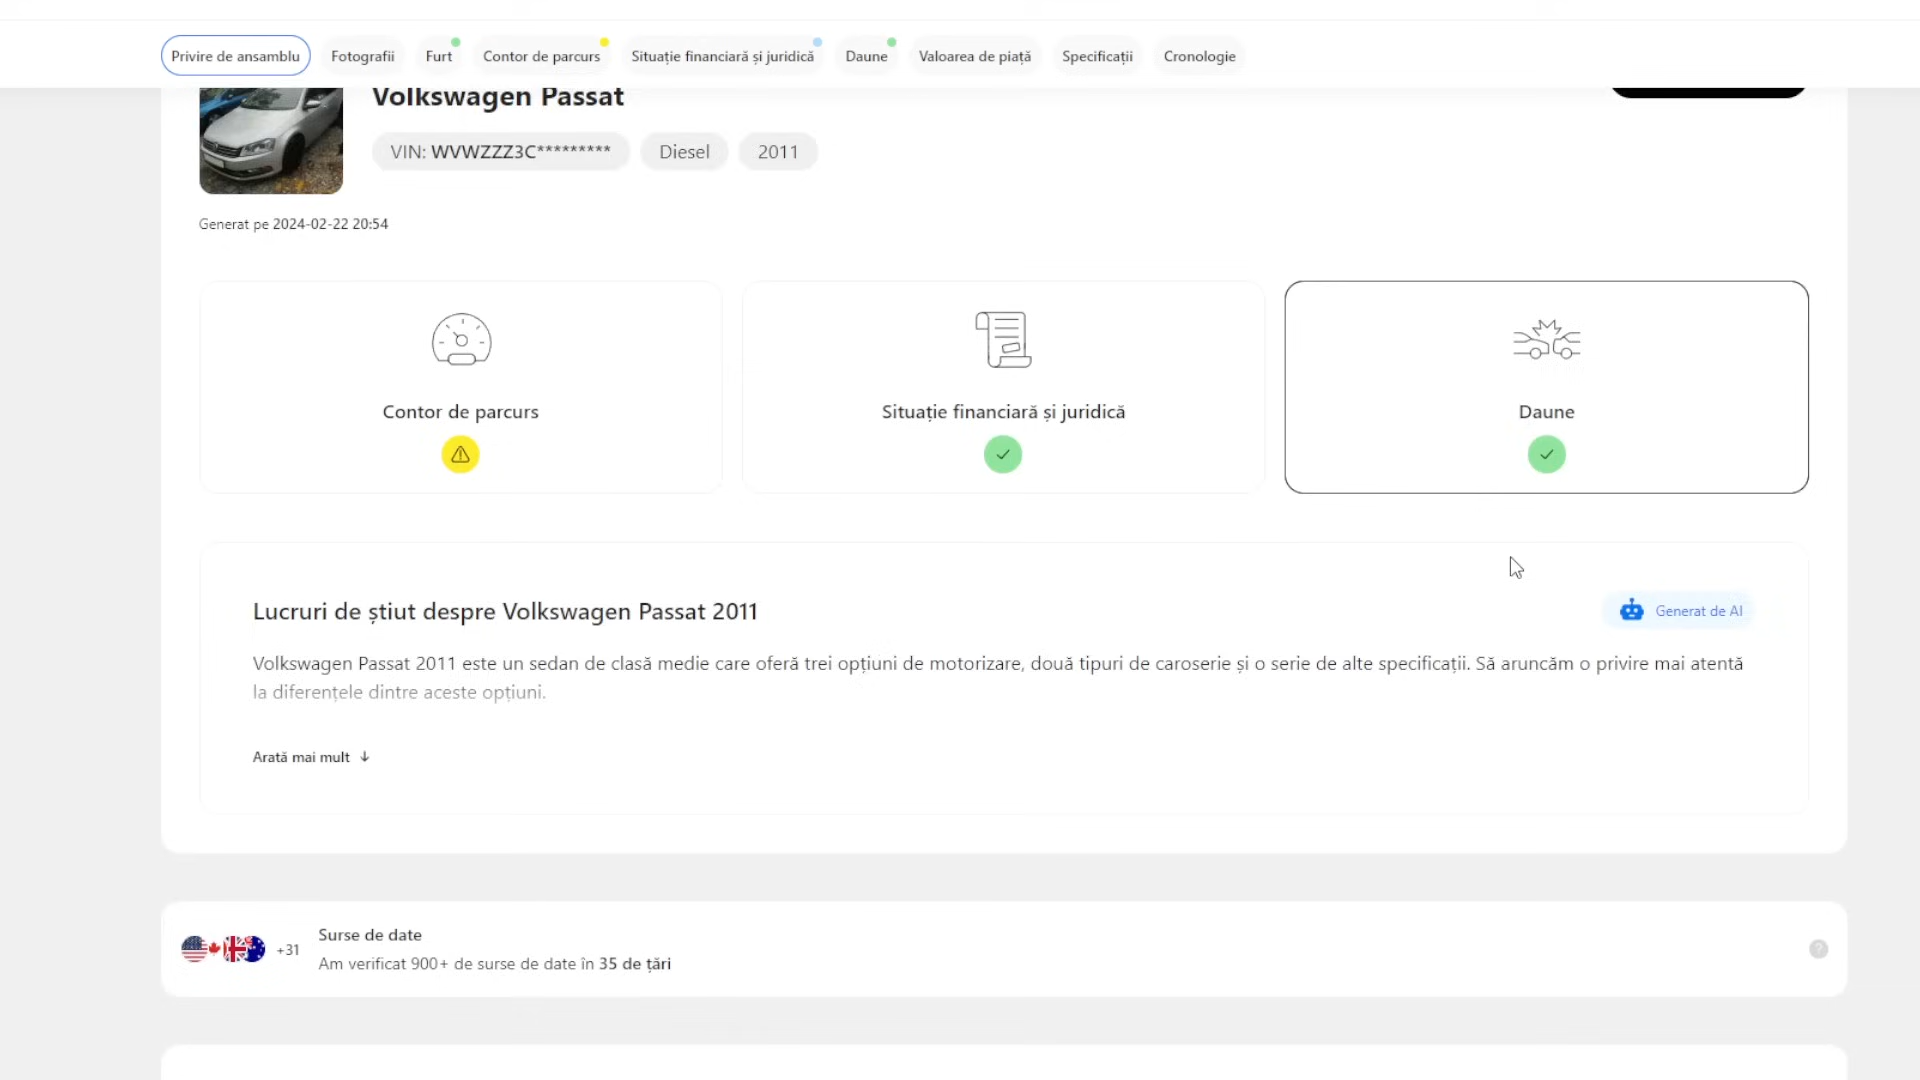 Privire de ansamblu
Fotografii
Furt
Contor de parcurs
Situație financiară și juridică
Daune
Valoarea de piață
Specificații
Cronologie
Volkswagen Passat
VIN: WVWZZZ3C*********
Diesel
2011
Generat pe 2024-02-22 20:54
Contor de parcurs
Situație financiară și juridică
Daune
Lucruri de știut despre Volkswagen Passat 2011
Generat de AI
Volkswagen Passat 2011 este un sedan de clasă medie care oferă trei opțiuni de motorizare, două tipuri de caroserie și o serie de alte specificații. Să aruncăm o privire mai atentă
la diferențele dintre aceste opțiuni.
Arată mai mult ↓
+31
Surse de date
Am verificat 900+ de surse de date în 35 de țări
?